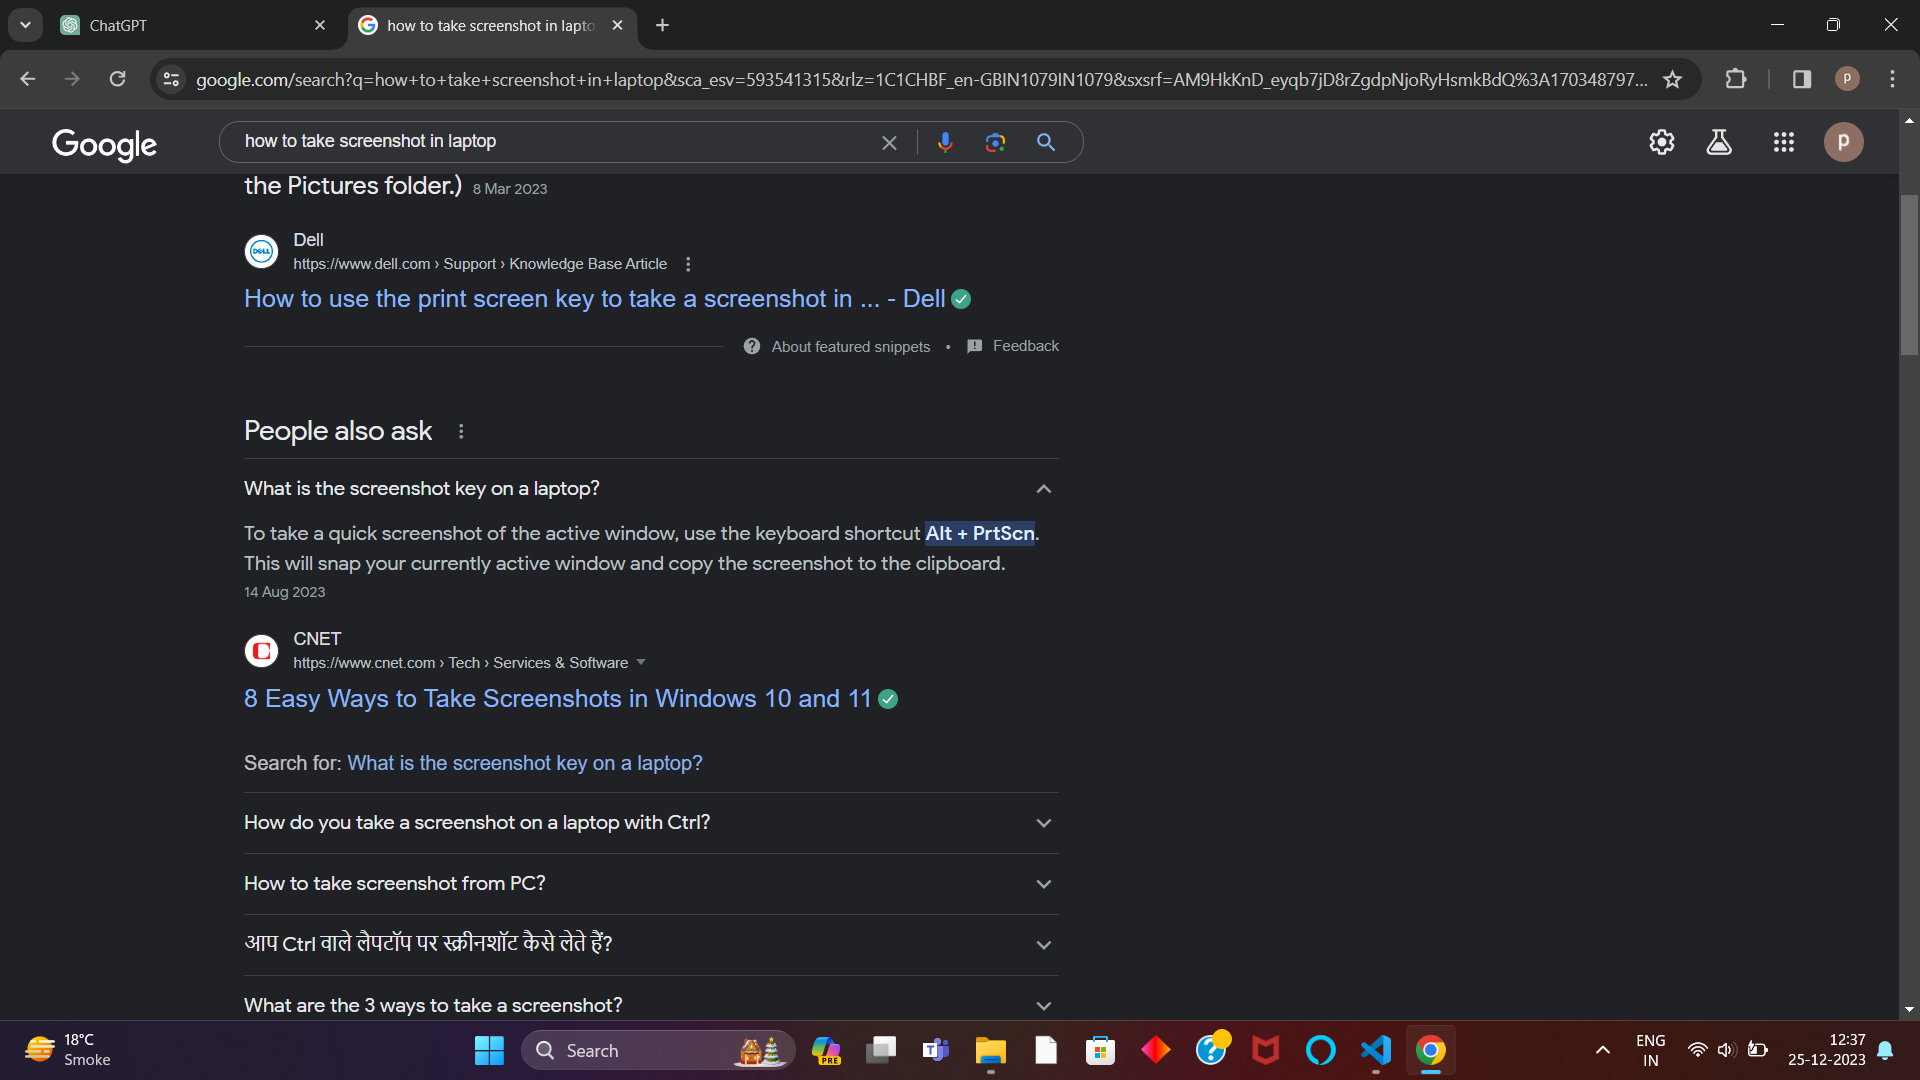 ChatGPT
how to take screenshot in lapto
google.com/search?q=how+to+take+screenshot+in+laptop&sca_esv=593541315&rlz=1C1CHBF_en-GBIN1079IN1079&sxsrf=AM9HkKnD_eyqb7jD8rZgdpNjoRyHsmkBdQ%3A170348797...
P
Google
how to take screenshot in laptop
p
the Pictures folder.) 8 Mar 2023
DELL
Dell
https://www.dell.com › Support › Knowledge Base Article
How to use the print screen key to take a screenshot in ... - Dell
About featured snippets • Feedback
People also ask
What is the screenshot key on a laptop?
To take a quick screenshot of the active window, use the keyboard shortcut Alt + PrtScn.
This will snap your currently active window and copy the screenshot to the clipboard.
14 Aug 2023
CNET
https://www.cnet.com › Tech › Services & Software
8 Easy Ways to Take Screenshots in Windows 10 and 11
Search for: What is the screenshot key on a laptop?
How do you take a screenshot on a laptop with Ctrl?
How to take screenshot from PC?
आप Ctrl वाले लैपटॉप पर स्क्रीनशॉट कैसे लेते हैं?
What are the 3 ways to take a screenshot?
18°C
Smoke
Search
PRE
ENG
IN
12:37
25-12-2023